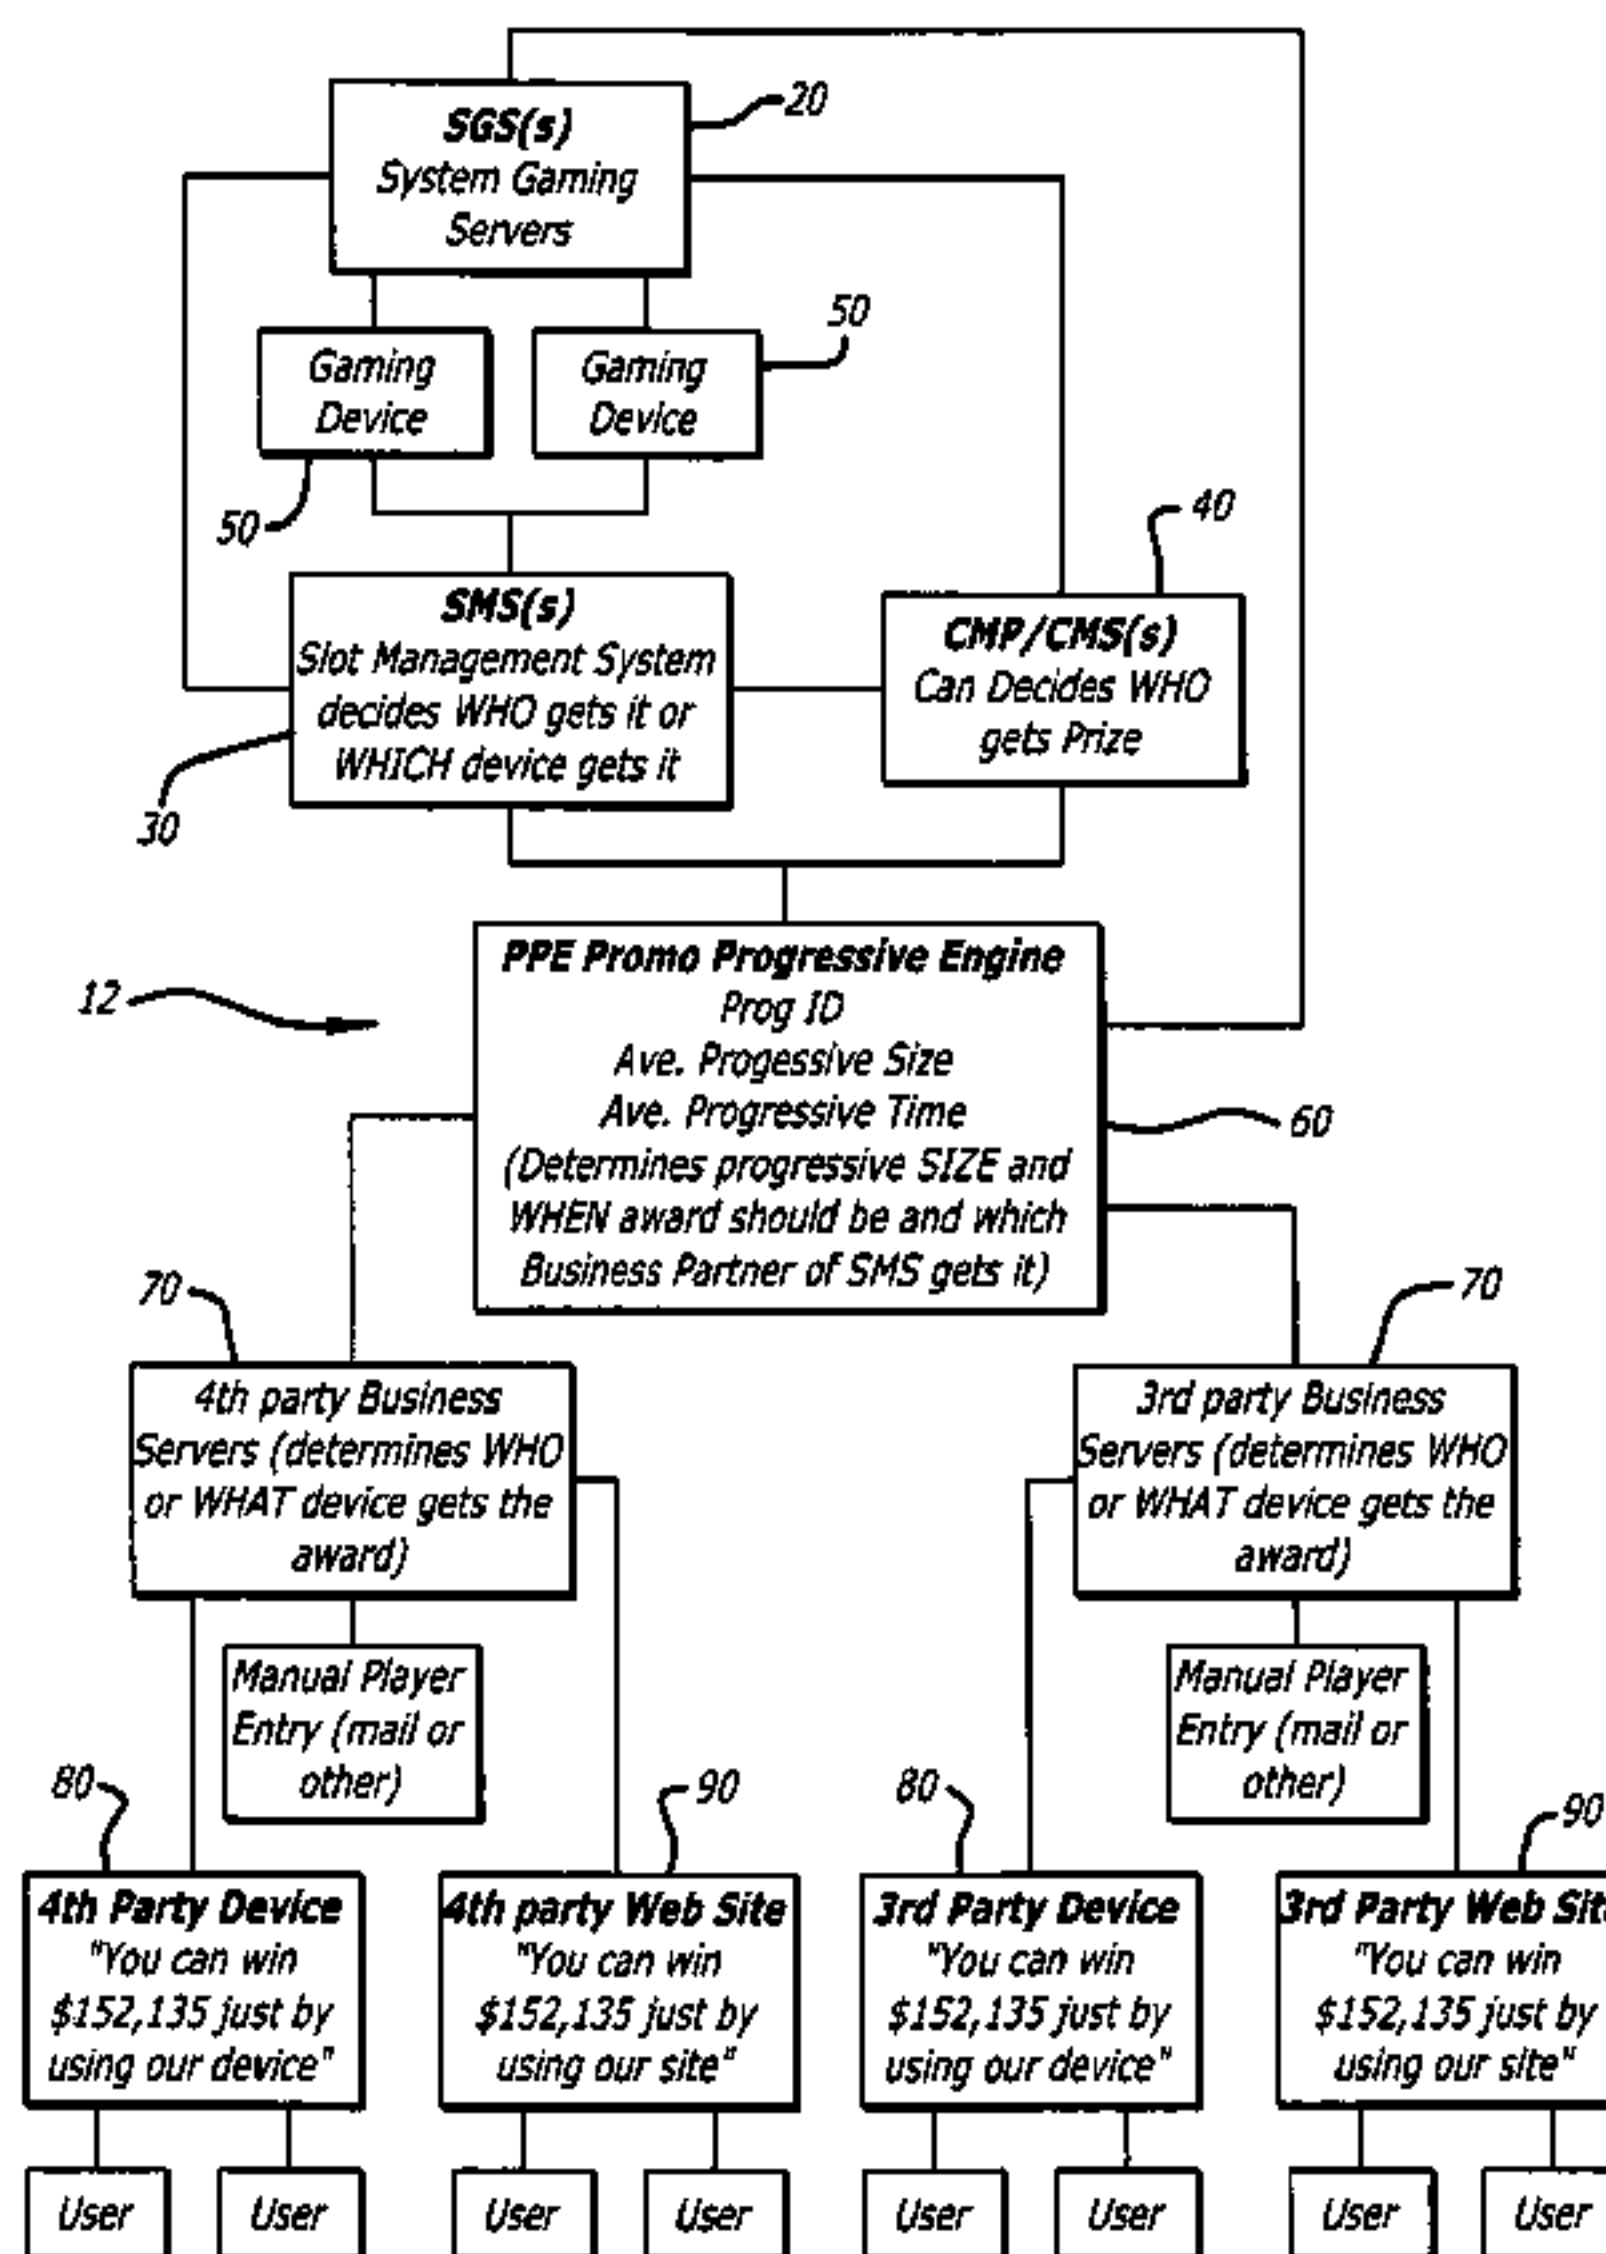 20
SGS(s)
System Gaming
Servers
50
Gaming
Device
Gaming
Device
50
40
SMS(s)
Slot Management System
decides WHO gets it or
WHICH device gets it
CMP/CMS(s)
Can Decides WHO
gets Prize
30
PPE Promo Progressive Engine
Prog ID
Ave. Progessive Size
Ave. Progressive Time
(Determines progressive SIZE and
WHEN award should be and which
Business Partner of SMS gets it)
12
60
70
70
4th party Business
Servers (determines WHO
or WHAT device gets the
award)
3rd party Business
Servers (determines WHO
or WHAT device gets the
award)
Manual Player
Entry (mail or
other)
Manual Player
Entry (mail or
other)
80
90
80
90
4th Party Device
"You can win
$152,135 just by
using our device"
4th party Web Site
"You can win
$152,135 just by
using our site"
3rd Party Device
"You can win
$152,135 just by
using our device"
3rd Party Web Site
"You can win
$152,135 just by
using our site"
User
User
User
User
User
User
User
User